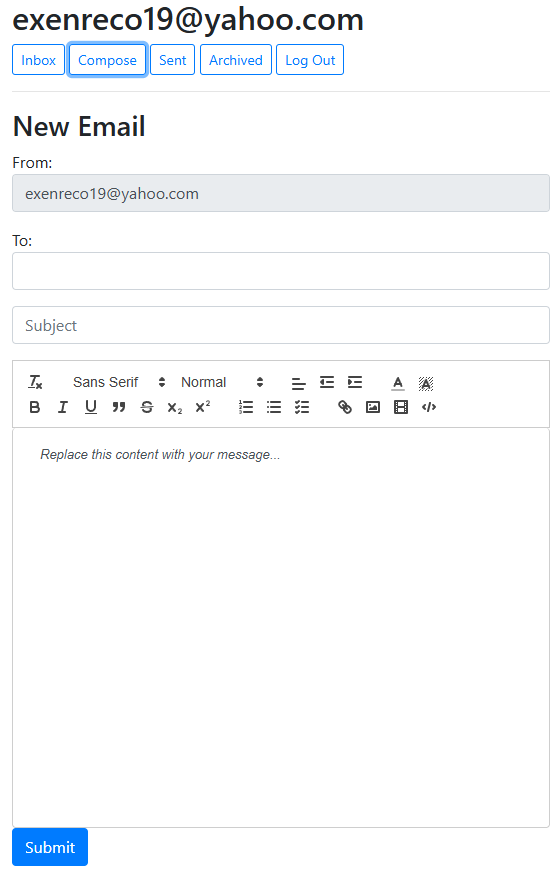 exenreco19@yahoo.com
Inbox Compose Sent Archived Log Out
New Email
From:
exenreco19@yahoo.com
To:
Subject
Sans Serif Normal
Replace this content with your message...
Submit